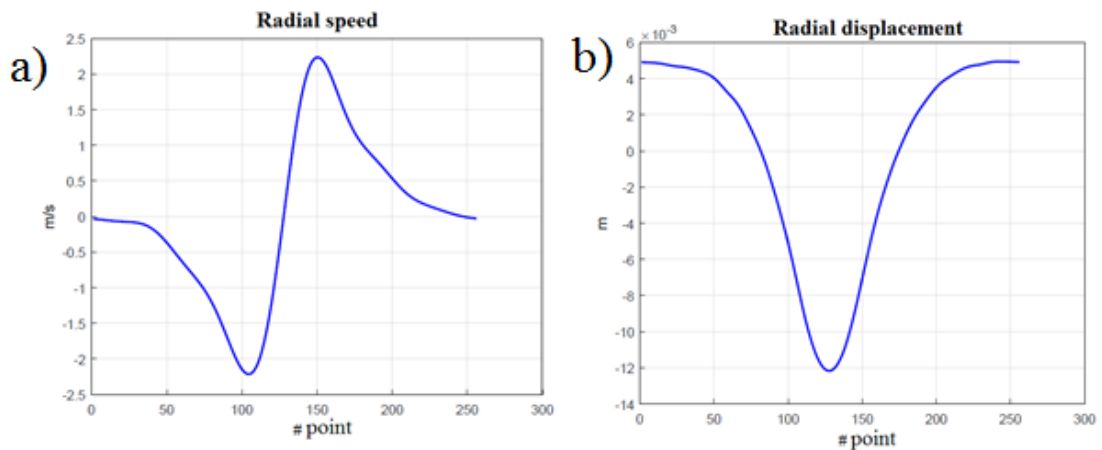 a)
Radial speed
2.5
2
1.5
1
0.5
0
-0.5
-1
-1.5
-2
-2.5
m/s
0 50 100 150 200 250 300
# point
b)
Radial displacement
× 10⁻³
6
4
2
0
-2
-4
-6
-8
-10
-12
-14
m
0 50 100 150 200 250 300
# point